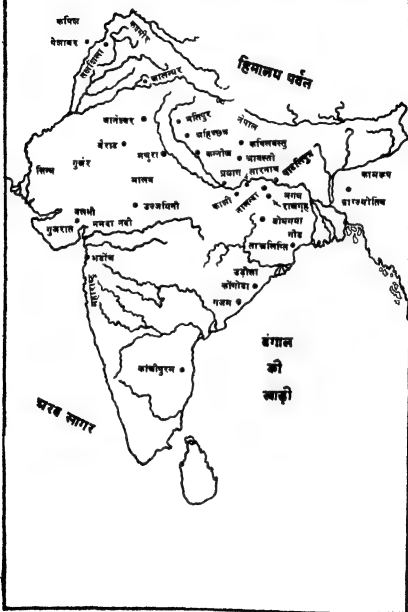 कपिश
पेशावर
कश्मीर
तक्षशिला
जालन्धर
हिमालय पर्वत
थानेश्वर
मतिपुर
नेपाल
अहिच्छत्र
बैराट
कपिलवस्तु
मथुरा
कन्नौज
श्रावस्ती
सिन्ध
गुर्जर
प्रयाग
सारनाथ
पाटलिपुत्र
कामरूप
मालव
काशी
नालन्दा
मगध
प्राग्ज्योतिष
वलभी
उज्जयिनी
राजगृह
नर्मदा नदी
बोधगया
गुजरात
गौड़
ताम्रलिप्ति
भड़ोंच
महाराष्ट्र
उड़ीसा
कोंगोडा
गंजम
बंगाल
की
खाड़ी
कांचीपुरम
अरब सागर